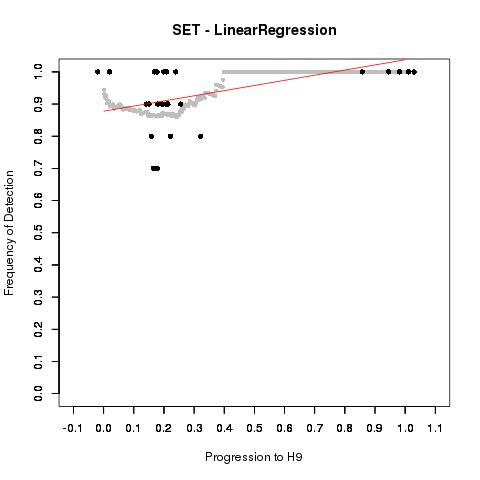 SET - LinearRegression
1.0
0.9
0.8
0.7
0.6
0.5
0.4
0.3
0.2
0.1
0.0
Frequency of Detection
-0.1 0.0 0.1 0.2 0.3 0.4 0.5 0.6 0.7 0.8 0.9 1.0 1.1
Progression to H9